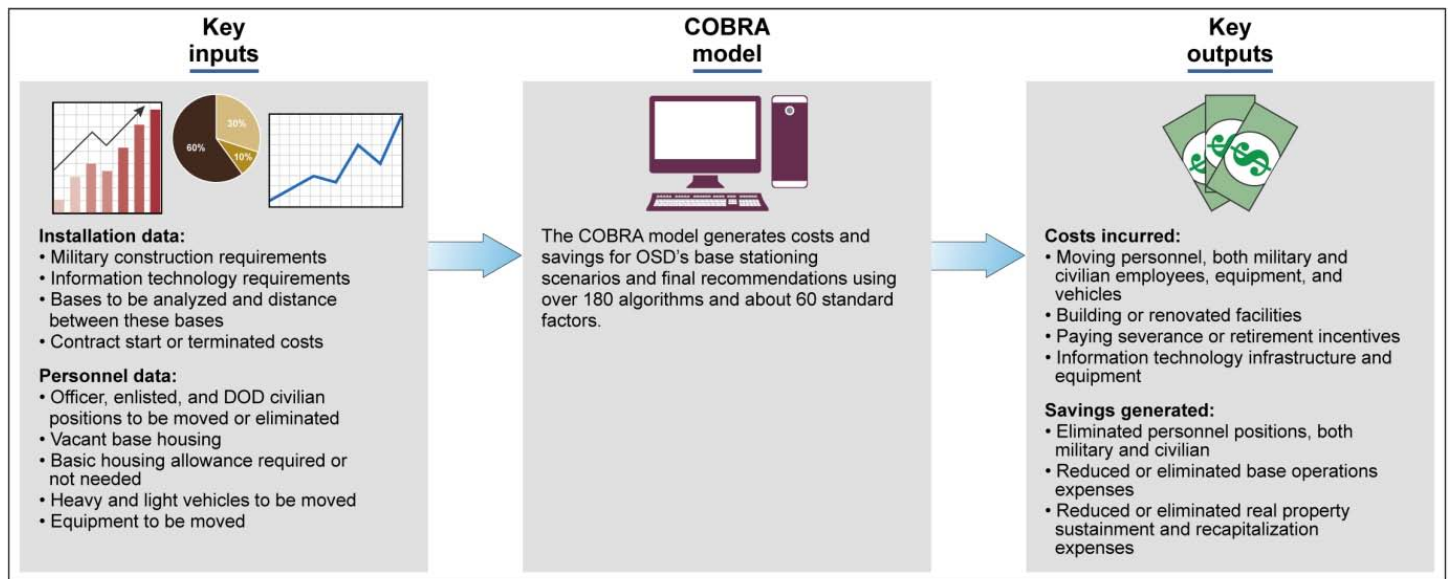 Key
inputs
COBRA
model
Key
outputs
60%
30%
10%
Installation data:
• Military construction requirements
• Information technology requirements
• Bases to be analyzed and distance
between these bases
• Contract start or terminated costs
Personnel data:
• Officer, enlisted, and DOD civilian
positions to be moved or eliminated
• Vacant base housing
• Basic housing allowance required or
not needed
• Heavy and light vehicles to be moved
• Equipment to be moved
The COBRA model generates costs and
savings for OSD's base stationing
scenarios and final recommendations using
over 180 algorithms and about 60 standard
factors.
$ $ $
Costs incurred:
• Moving personnel, both military and
civilian employees, equipment, and
vehicles
• Building or renovated facilities
• Paying severance or retirement incentives
• Information technology infrastructure and
equipment
Savings generated:
• Eliminated personnel positions, both
military and civilian
• Reduced or eliminated base operations
expenses
• Reduced or eliminated real property
sustainment and recapitalization
expenses